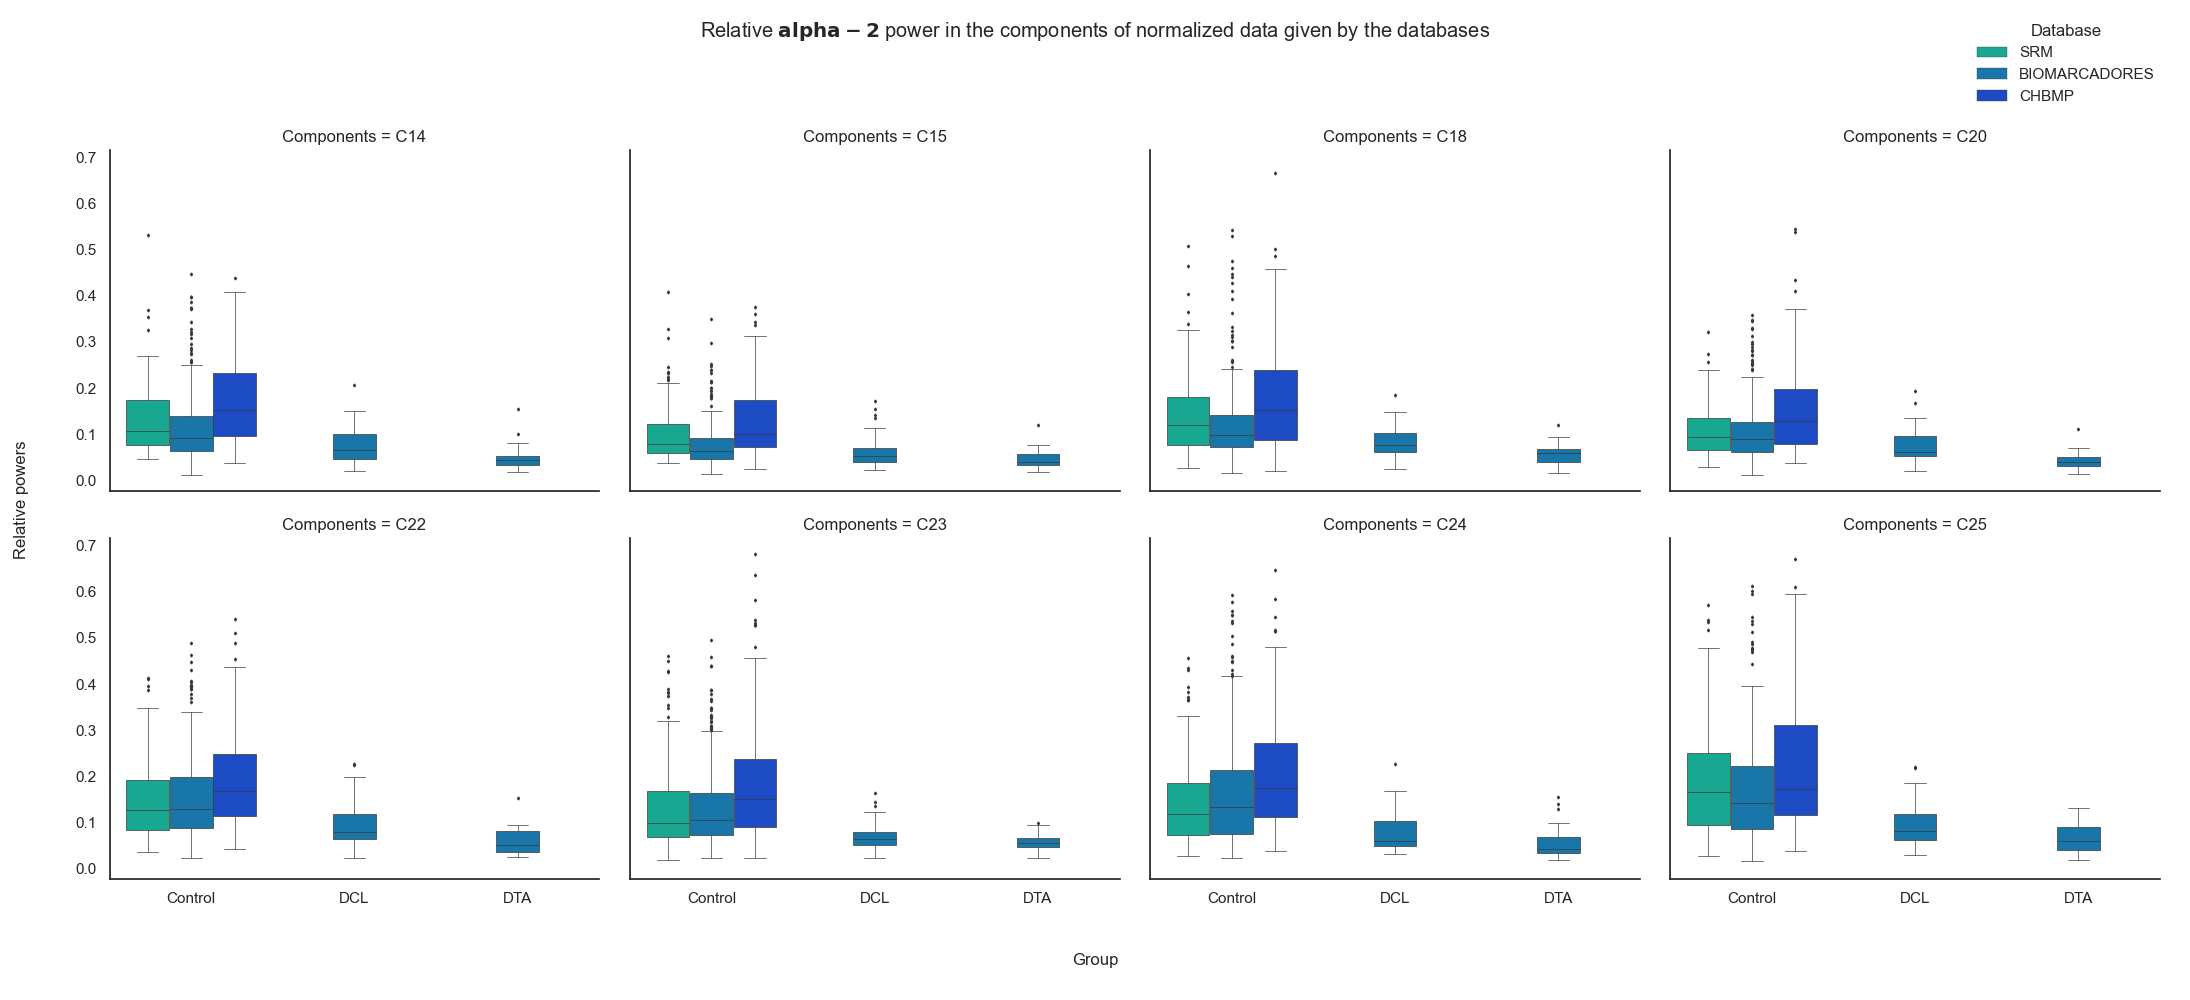 Relative alpha − 2 power in the components of normalized data given by the databases
Database
SRM
BIOMARCADORES
CHBMP
Components = C14
Components = C15
Components = C18
Components = C20
0.7
0.6
0.5
0.4
0.3
0.2
0.1
0.0
Relative powers
Components = C22
Components = C23
Components = C24
Components = C25
0.7
0.6
0.5
0.4
0.3
0.2
0.1
0.0
Control DCL DTA
Control DCL DTA
Control DCL DTA
Control DCL DTA
Group